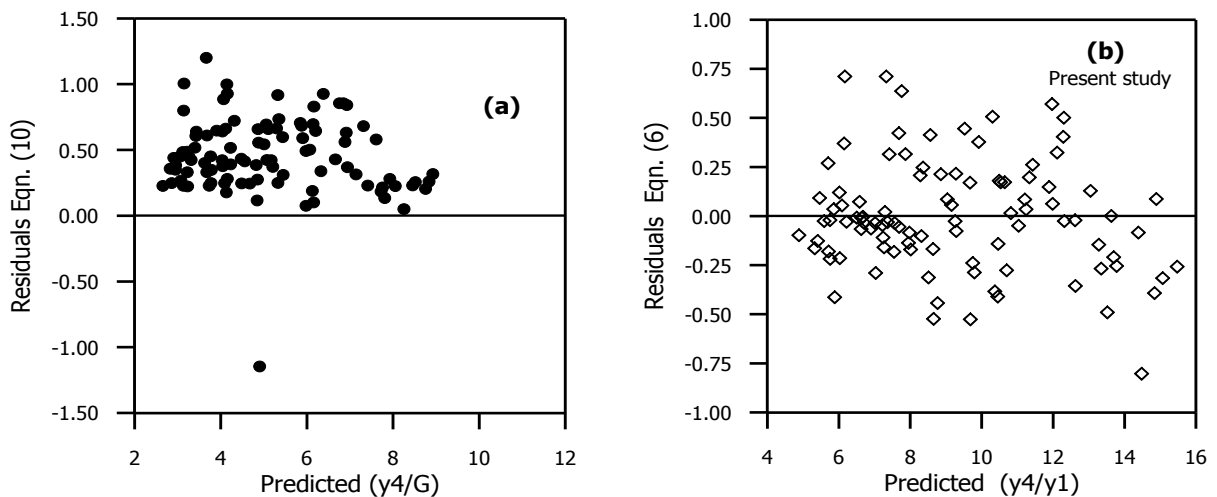 1.50
1.00
0.50
0.00
-0.50
-1.00
-1.50
Residuals Eqn. (10)
(a)
2 4 6 8 10 12
Predicted (y4/G)
1.00
0.75
0.50
0.25
0.00
-0.25
-0.50
-0.75
-1.00
Residuals Eqn. (6)
(b)
Present study
4 6 8 10 12 14 16
Predicted (y4/y1)